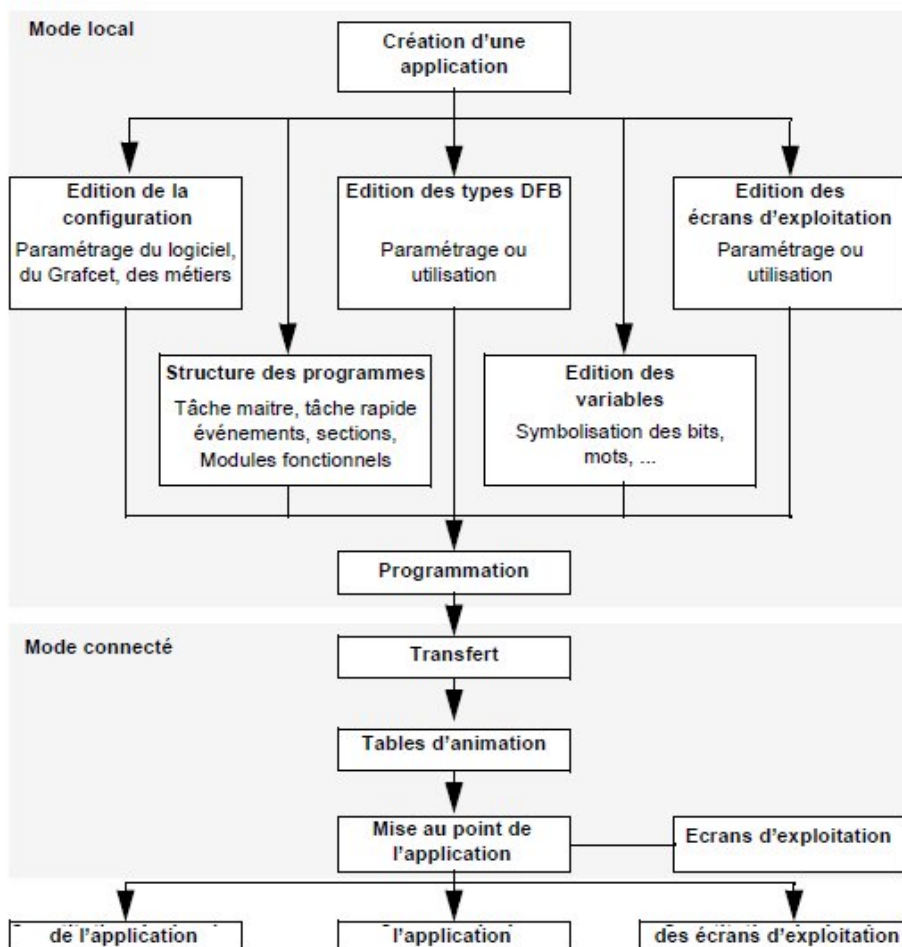 Mode local
Création d'une
application
Edition de la
configuration
Paramétrage du logiciel,
du Grafcet, des métiers
Edition des types DFB
Paramétrage ou
utilisation
Edition des
écrans d'exploitation
Paramétrage ou
utilisation
Structure des programmes
Tâche maitre, tâche rapide
événements, sections,
Modules fonctionnels
Edition des
variables
Symbolisation des bits,
mots, ...
Programmation
Mode connecté
Transfert
Tables d'animation
Mise au point de
l'application
Ecrans d'exploitation
de l'application
l'application
des écrans d'exploitation